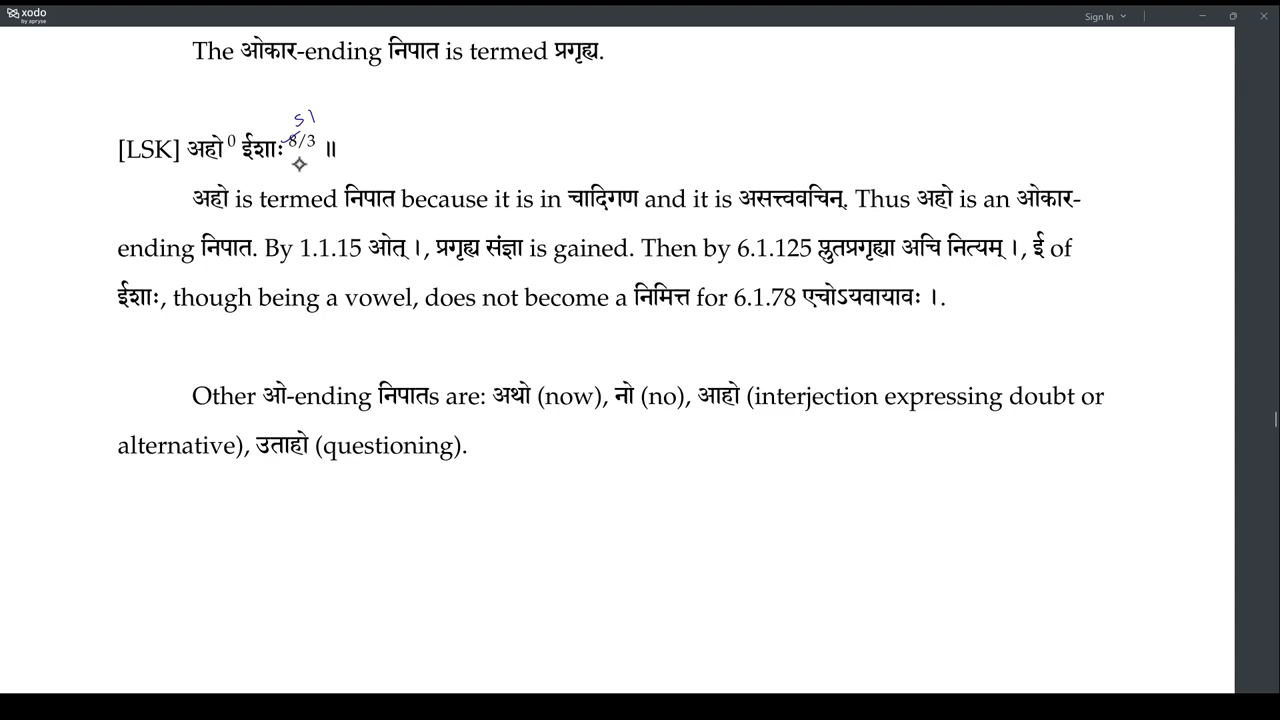 xodo
by apryse
Sign In
The ओकार-ending निपात is termed प्रगृह्य.
S1
[LSK] अहो 0 ईशाः 8/3 ॥
अहो is termed निपात because it is in चादिगण and it is असत्त्ववचिन्. Thus अहो is an ओकार-
ending निपात. By 1.1.15 ओत् ।, प्रगृह्य संज्ञा is gained. Then by 6.1.125 प्लुतप्रगृह्या अचि नित्यम् ।, ई of
ईशाः, though being a vowel, does not become a निमित्त for 6.1.78 एचोऽयवायावः ।.
Other ओ-ending निपातs are: अथो (now), नो (no), आहो (interjection expressing doubt or
alternative), उताहो (questioning).